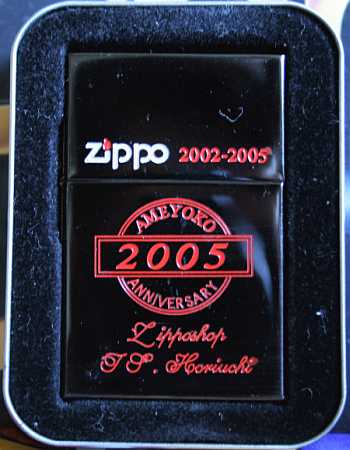 zippo 2002-2005
AMEYOKO
2005
ANNIVERSARY
Zipposhop
T S. Horiuchi